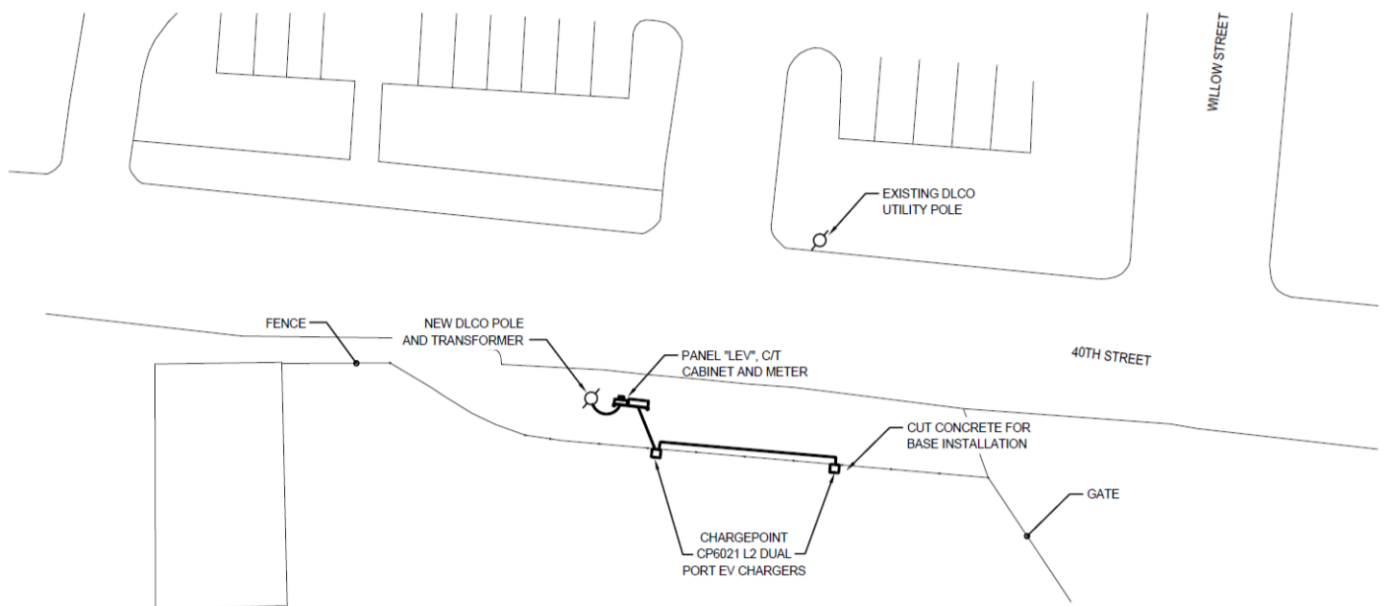 WILLOW STREET
EXISTING DLCO
UTILITY POLE
FENCE
NEW DLCO POLE
AND TRANSFORMER
PANEL "LEV", C/T
CABINET AND METER
40TH STREET
CUT CONCRETE FOR
BASE INSTALLATION
GATE
CHARGEPOINT
CP6021 L2 DUAL
PORT EV CHARGERS